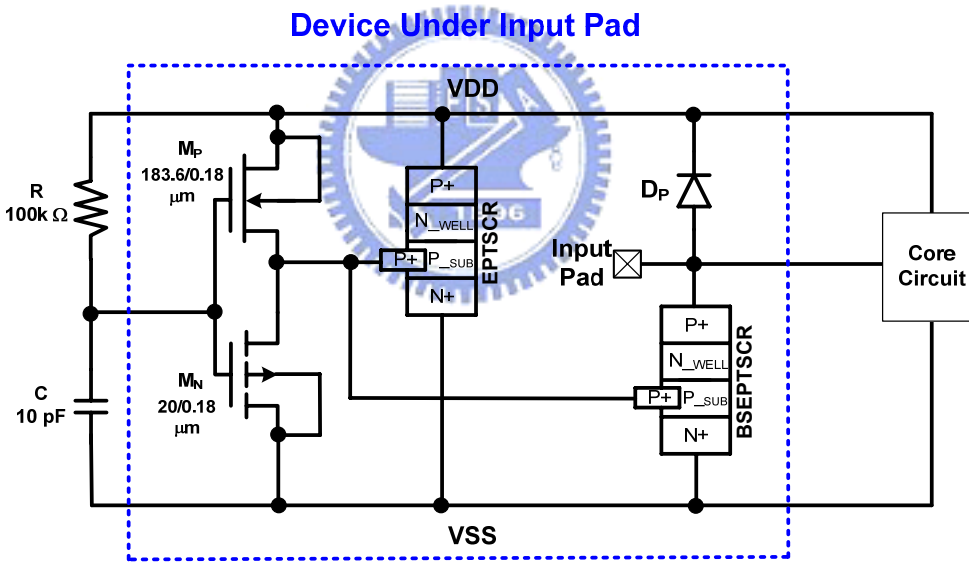 Device Under Input Pad
VDD
MP
183.6/0.18
μm
R
100k Ω
P+
N_WELL
P+
P_SUB
N+
EPTSCR
1896
DP
Input
Pad
Core
Circuit
P+
N_WELL
P+
P_SUB
N+
BSEPTSCR
MN
20/0.18
μm
C
10 pF
VSS